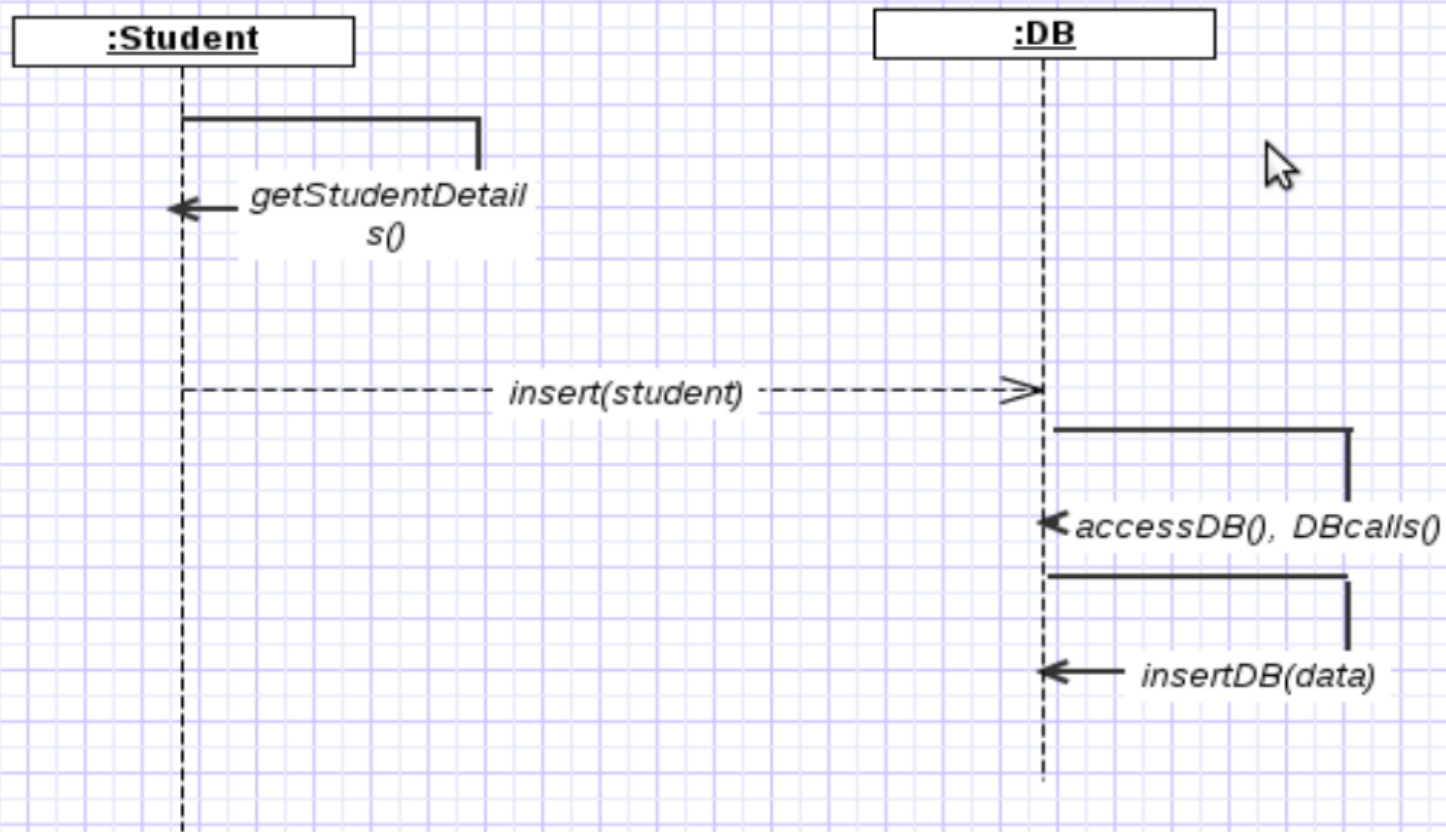 :Student
:DB
getStudentDetail
s()
insert(student)
accessDB(), DBcalls()
insertDB(data)